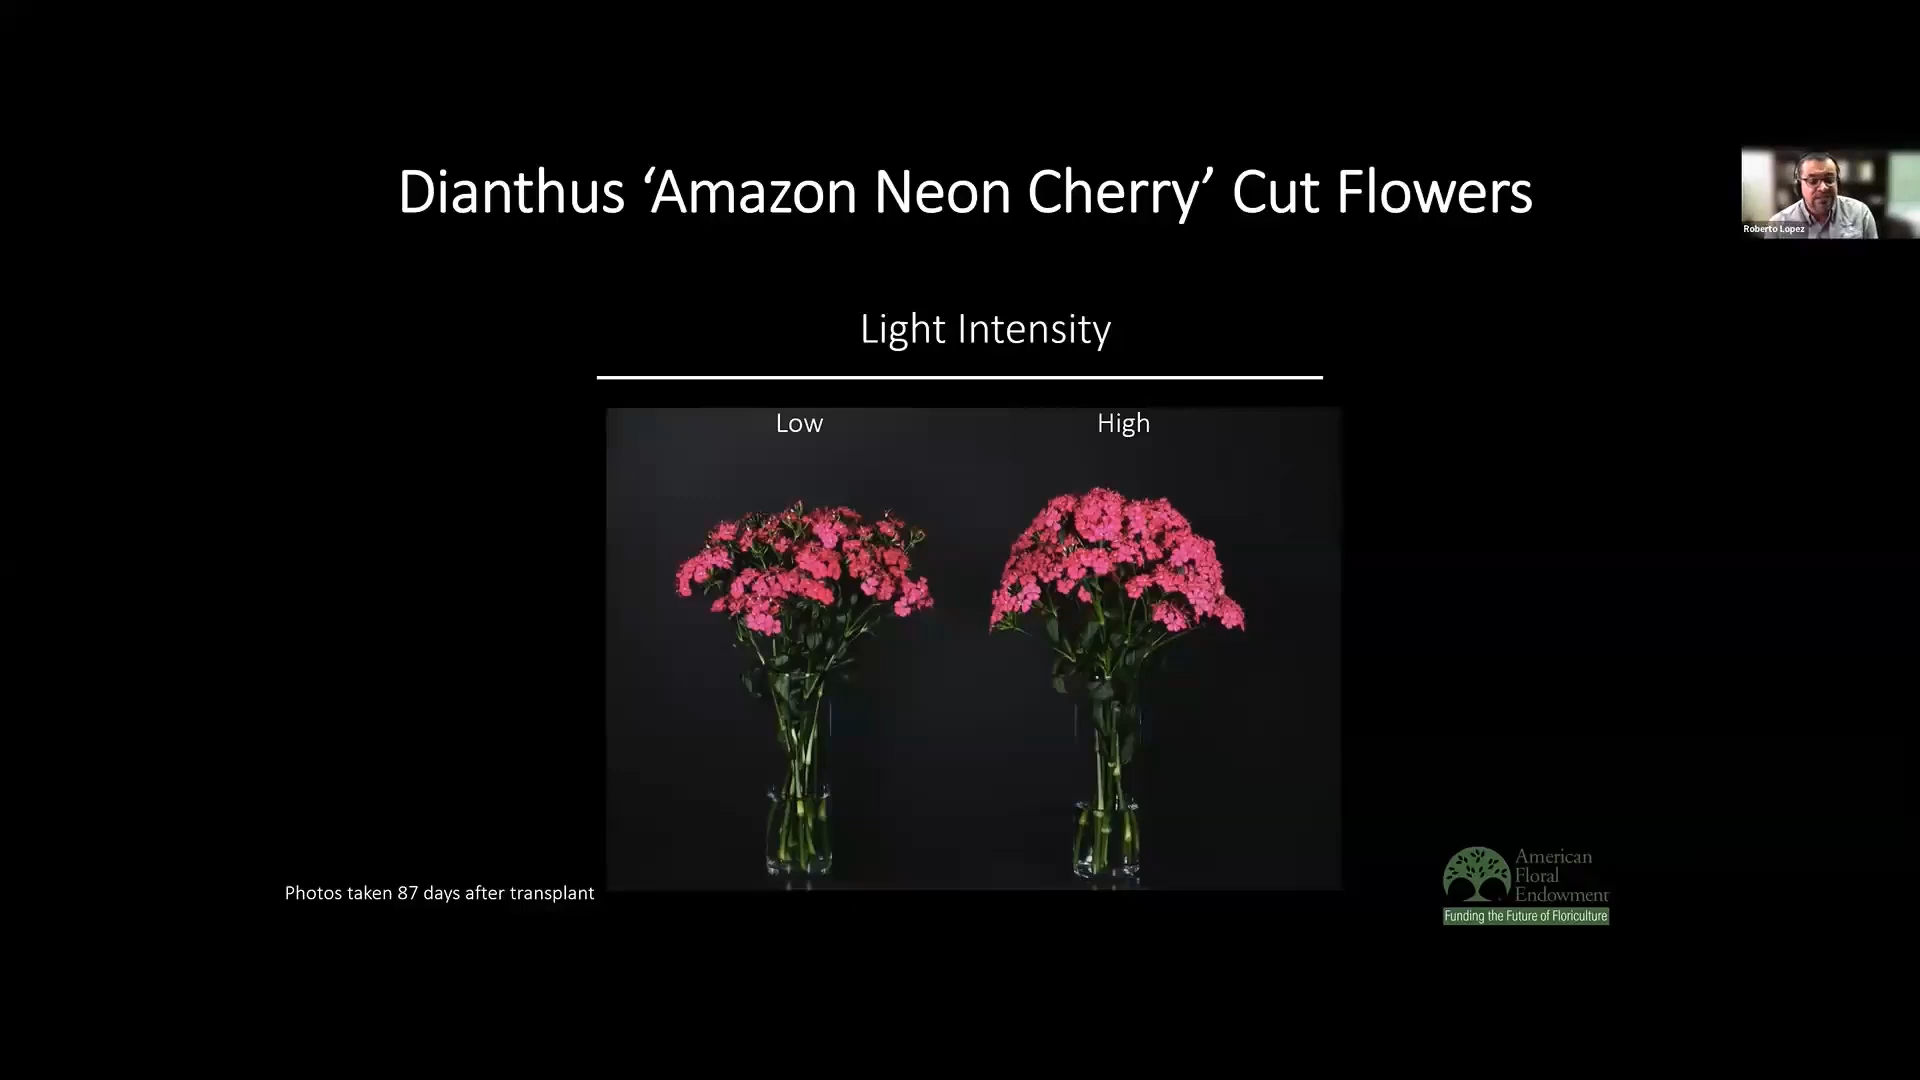 Dianthus ‘Amazon Neon Cherry’ Cut Flowers
Roberto Lopez
Light Intensity
Low
High
Photos taken 87 days after transplant
American
Floral
Endowment
Funding the Future of Floriculture